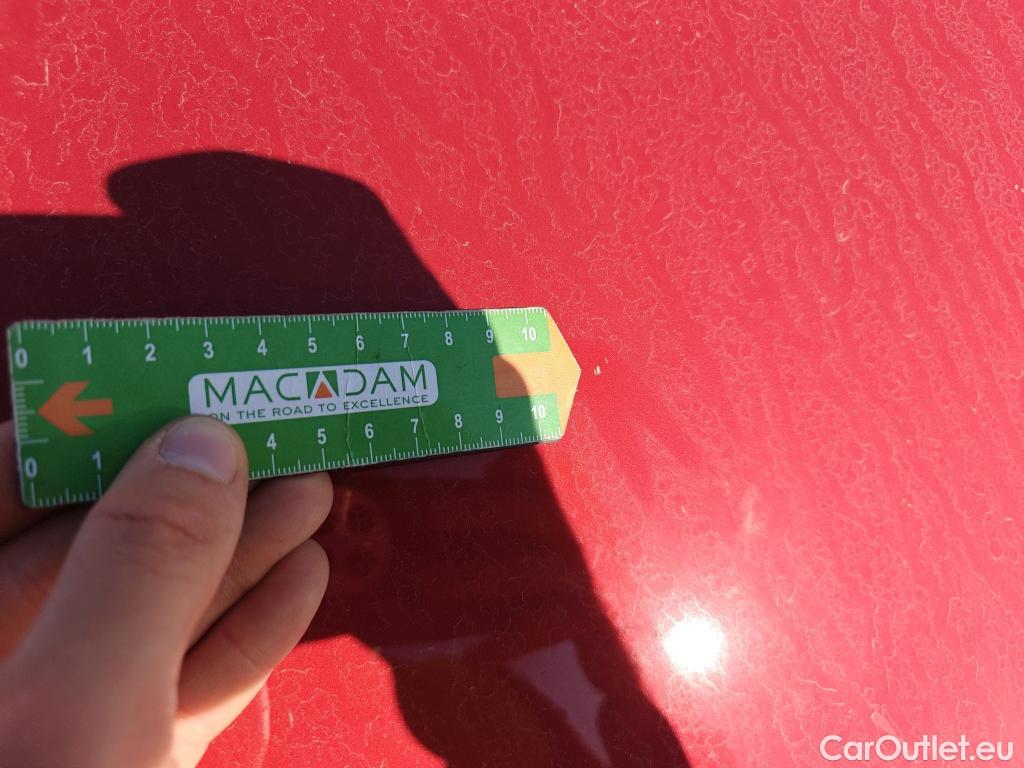 0 1 2 3 4 5 6 7 8 9 10
MACADAM
ON THE ROAD TO EXCELLENCE
0 1 4 5 6 7 8 9 10
CarOutlet.eu